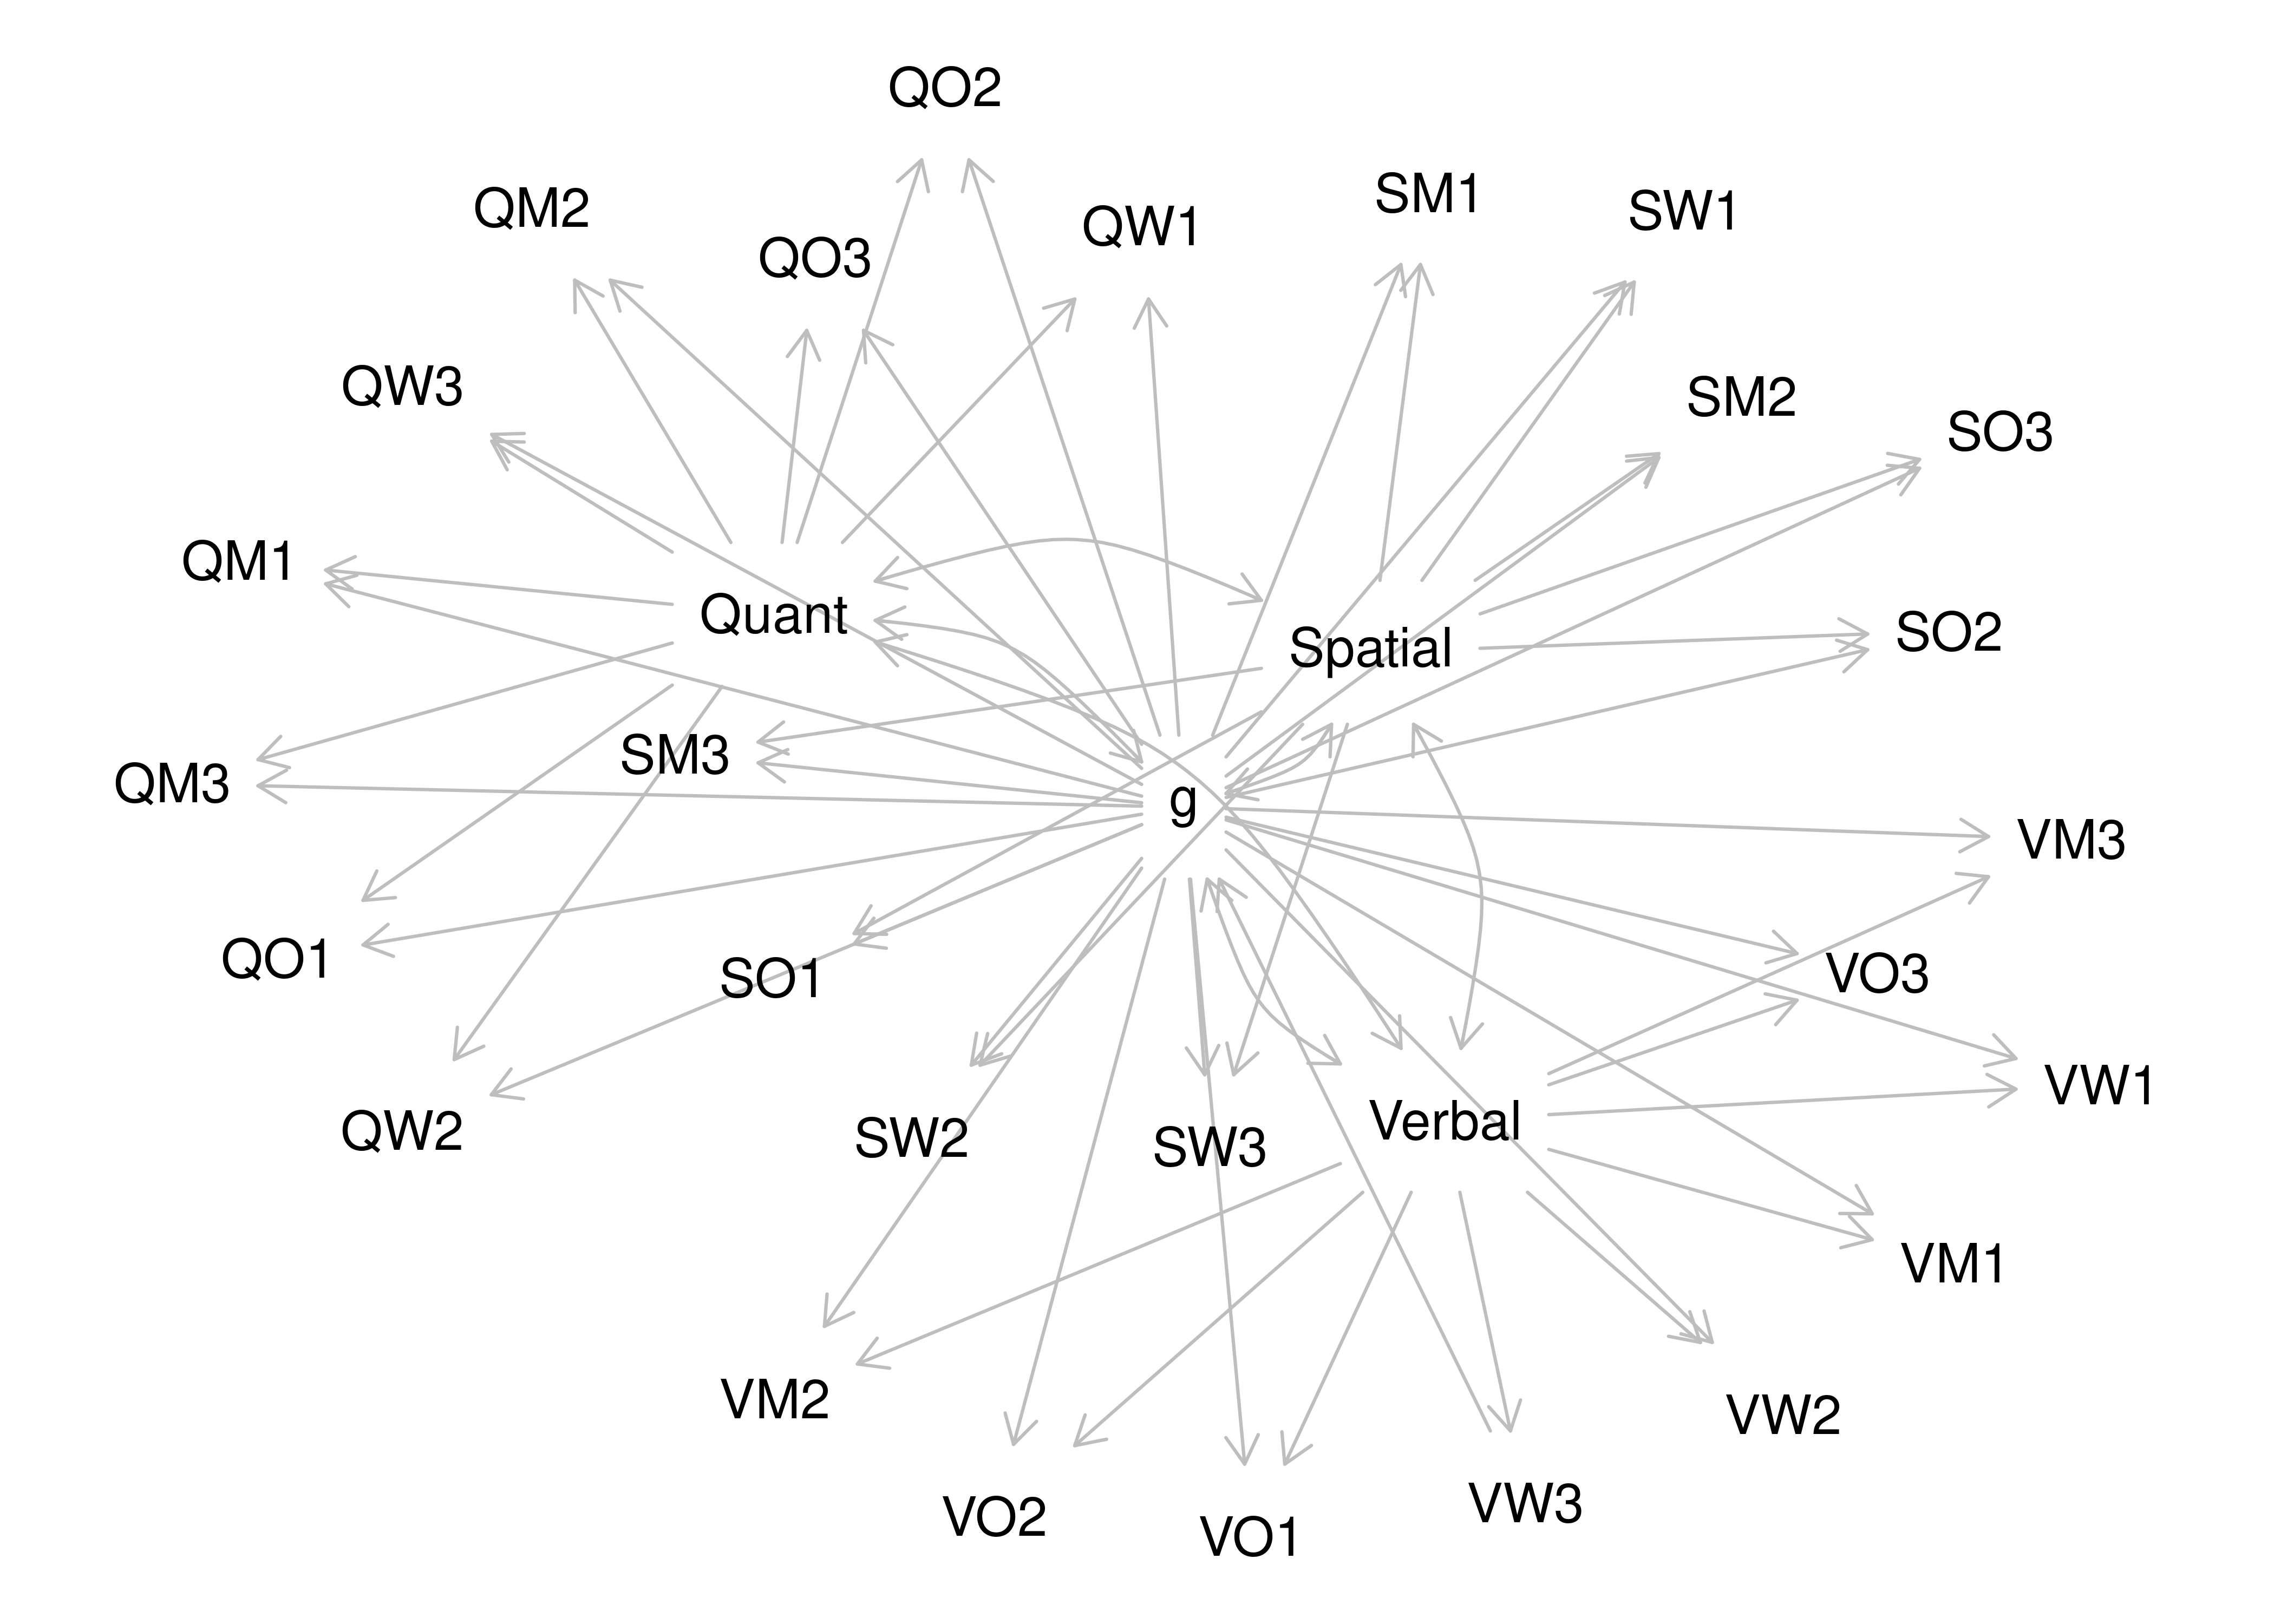 QO2
SM1
QM2
SW1
QW1
QO3
QW3
SM2
SO3
QM1
Quant
SO2
Spatial
SM3
QM3
g
VM3
QO1
VO3
SO1
VW1
Verbal
QW2
SW2
SW3
VM1
VM2
VW2
VW3
VO2
VO1